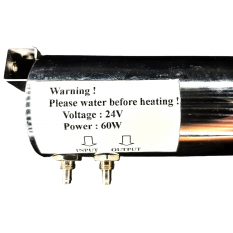 Warning !
Please water before heating !
Voltage : 24V
Power : 60W
INPUT OUTPUT